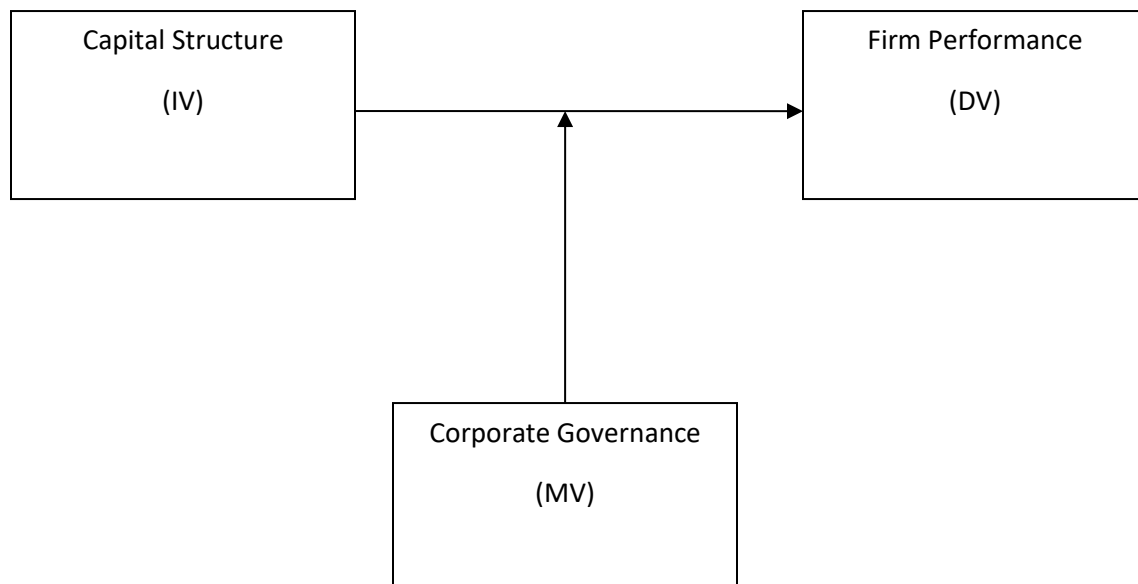 Capital Structure
(IV)
Firm Performance
(DV)
Corporate Governance
(MV)